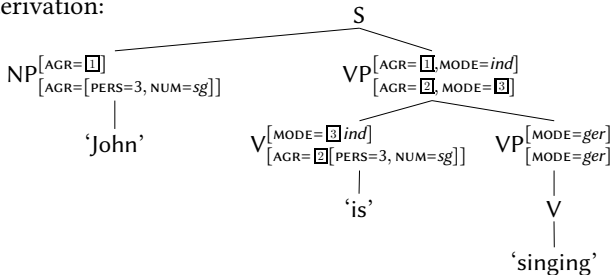 erivation:
S
NP[AGR= 1] [AGR=[PERS=3, NUM=sg]]
VP[AGR= 1,MODE=ind] [AGR= 2, MODE= 3]
‘John’
V[MODE= 3 ind] [AGR= 2[PERS=3, NUM=sg]]
VP[MODE=ger] [MODE=ger]
‘is’
V
‘singing’